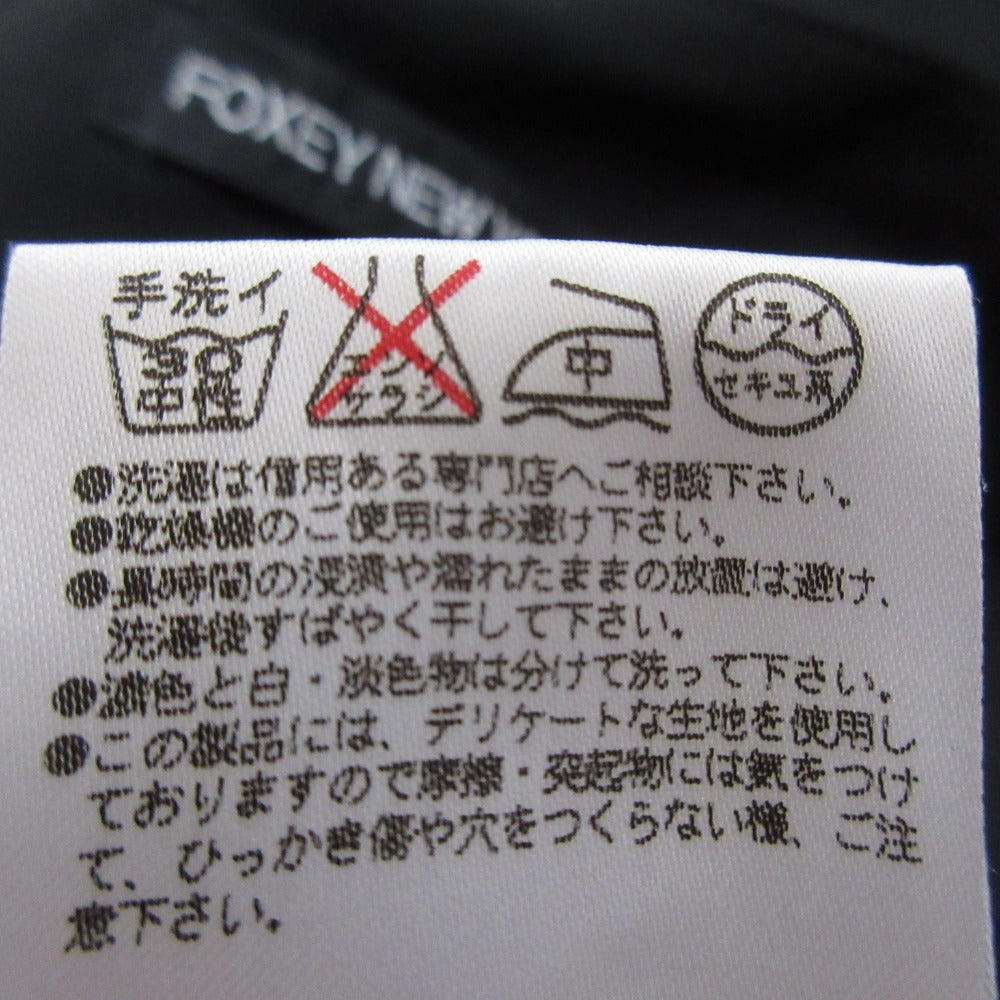 FOXEY NEW Y
手洗イ
30
中性
エンソ
ケラシ
中
ドライ
セキユ系
●洗濯は信用ある専門店へご相談下さい。
●乾燥機のご使用はお避け下さい。
●長時間の浸漬や濡れたままの放置は避け、
洗濯後すばやく干して下さい。
●濃色と白・淡色物は分けて洗って下さい。
●この製品には、デリケートな生地を使用し
ておりますので摩擦・突起物には気をつけ
て、ひっかき傷や穴をつくらない様、ご注
意下さい。